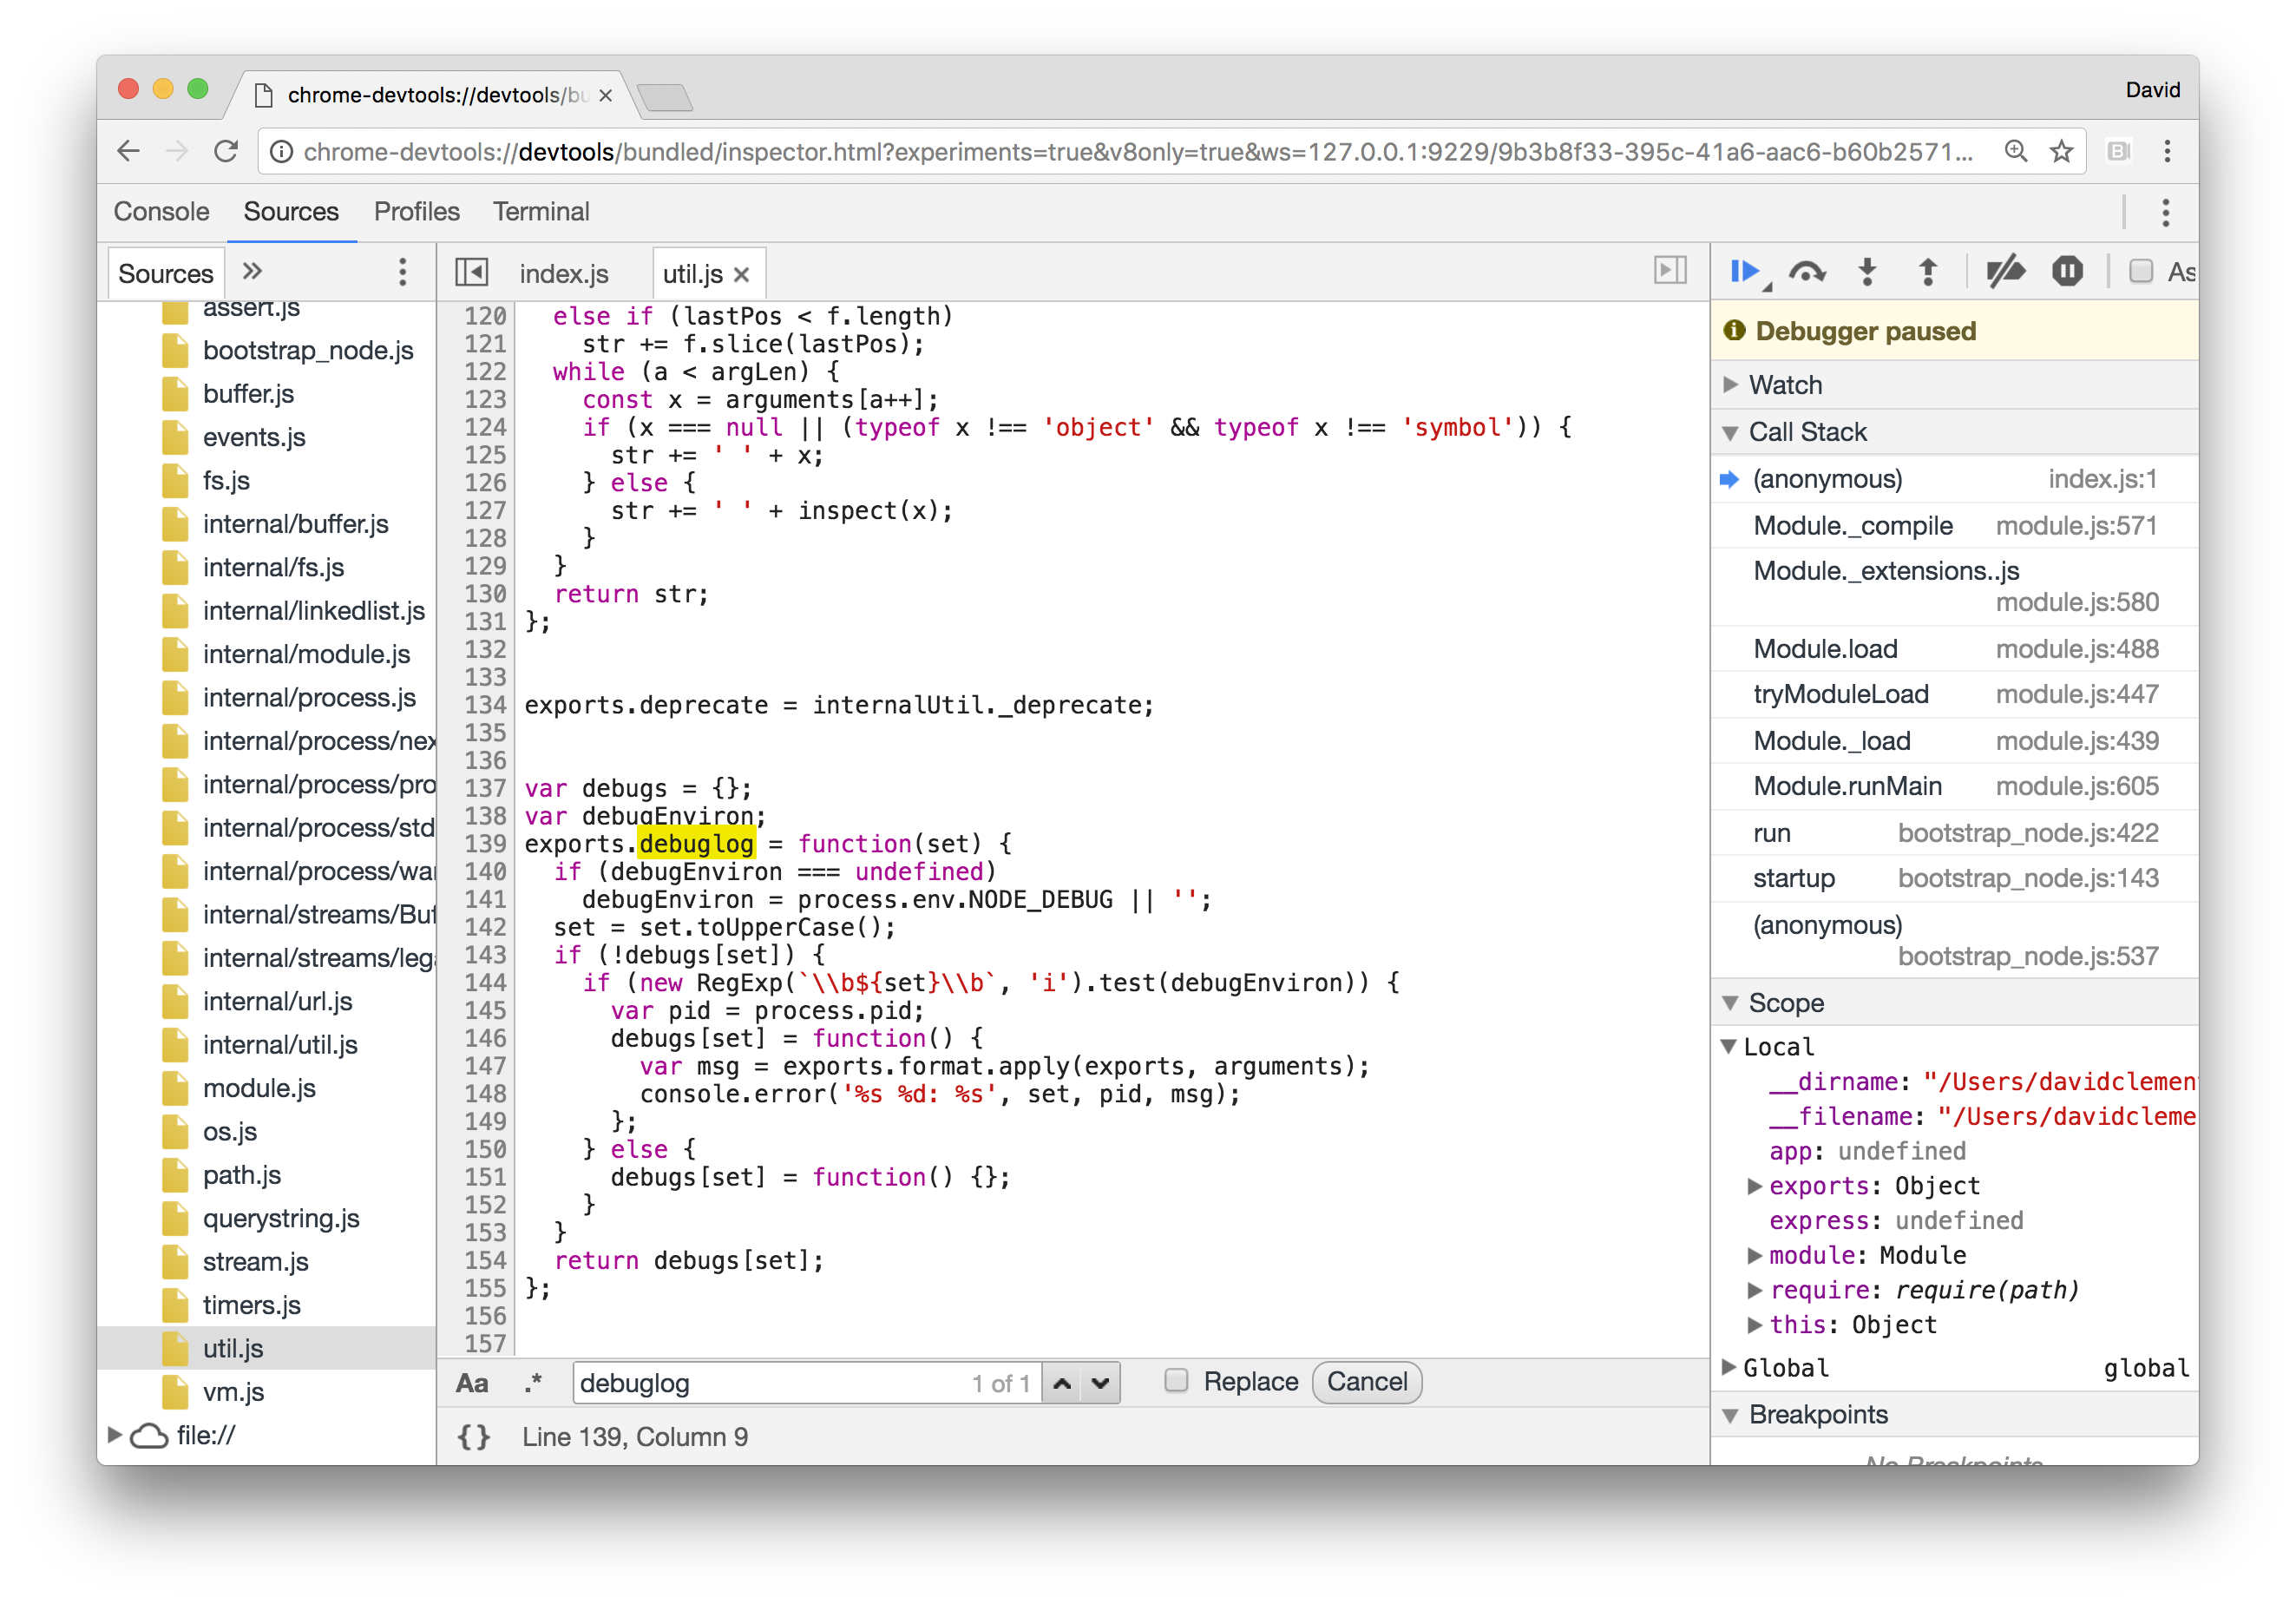 chrome-devtools://devtools/bu
David
chrome-devtools://devtools/bundled/inspector.html?experiments=true&v8only=true&ws=127.0.0.1:9229/9b3b8f33-395c-41a6-aac6-b60b2571...
Console Sources Profiles Terminal
Sources
assert.js
bootstrap_node.js
buffer.js
events.js
fs.js
internal/buffer.js
internal/fs.js
internal/linkedlist.js
internal/module.js
internal/process.js
internal/process/nex
internal/process/pro
internal/process/std
internal/process/wa
internal/streams/Buf
internal/streams/leg
internal/url.js
internal/util.js
module.js
os.js
path.js
querystring.js
stream.js
timers.js
util.js
vm.js
file://
index.js util.js
120   else if (lastPos < f.length)
121     str += f.slice(lastPos);
122   while (a < argLen) {
123     const x = arguments[a++];
124     if (x === null || (typeof x !== 'object' && typeof x !== 'symbol')) {
125       str += ' ' + x;
126     } else {
127       str += ' ' + inspect(x);
128     }
129   }
130   return str;
131 };
132
133
134 exports.deprecate = internalUtil._deprecate;
135
136
137 var debugs = {};
138 var debugEnviron;
139 exports.debuglog = function(set) {
140   if (debugEnviron === undefined)
141     debugEnviron = process.env.NODE_DEBUG || '';
142   set = set.toUpperCase();
143   if (!debugs[set]) {
144     if (new RegExp(`\\b${set}\\b`, 'i').test(debugEnviron)) {
145       var pid = process.pid;
146       debugs[set] = function() {
147         var msg = exports.format.apply(exports, arguments);
148         console.error('%s %d: %s', set, pid, msg);
149       };
150     } else {
151       debugs[set] = function() {};
152     }
153   }
154   return debugs[set];
155 };
156
157
Aa .* debuglog 1 of 1 Replace Cancel
{} Line 139, Column 9
As
Debugger paused
Watch
Call Stack
(anonymous) index.js:1
Module._compile module.js:571
Module._extensions..js
module.js:580
Module.load module.js:488
tryModuleLoad module.js:447
Module._load module.js:439
Module.runMain module.js:605
run bootstrap_node.js:422
startup bootstrap_node.js:143
(anonymous)
bootstrap_node.js:537
Scope
Local
__dirname: "/Users/davidclemen
__filename: "/Users/davidcleme
app: undefined
exports: Object
express: undefined
module: Module
require: require(path)
this: Object
Global global
Breakpoints
No Breakpoints